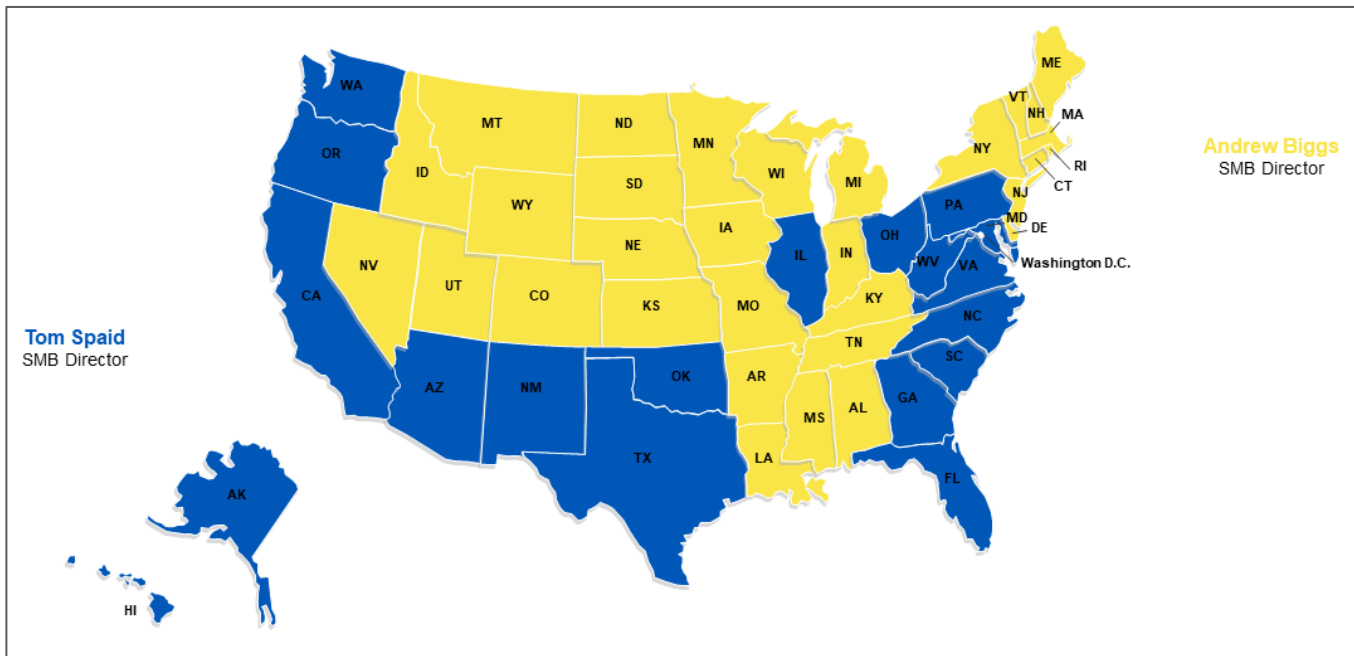 WA
ME
VT
NH
MA
MT
ND
MN
OR
NY
Andrew Biggs
SMB Director
ID
WI
MI
RI
SD
CT
NJ
WY
PA
MD
IA
DE
OH
NE
IL
IN
WV
VA
Washington D.C.
NV
UT
CO
CA
KS
MO
KY
NC
Tom Spaid
SMB Director
TN
SC
AZ
NM
OK
AR
GA
MS
AL
TX
LA
FL
AK
HI